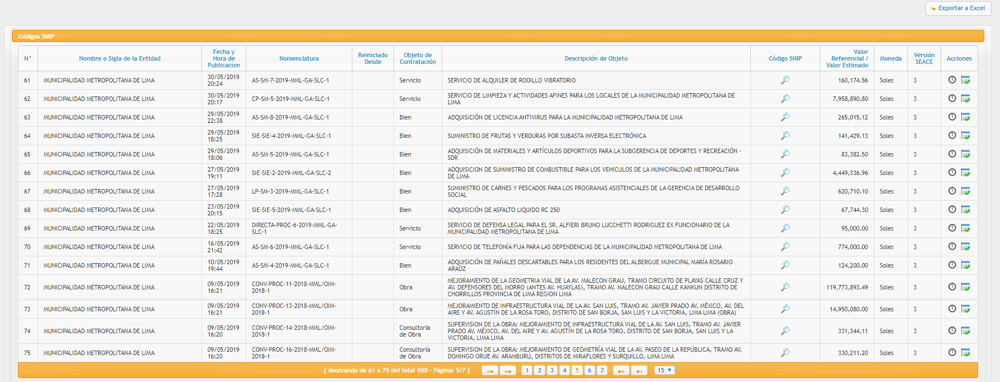 Exportar a Excel
Códigos SNIP
N° Nombre o Sigla de la Entidad Fecha y Hora de Publicacion Nomenclatura Reiniciado Desde Objeto de Contratación Descripción de Objeto Código SNIP Valor Referencial / Valor Estimado Moneda Versión SEACE Acciones
61 MUNICIPALIDAD METROPOLITANA DE LIMA 30/05/2019 20:24 AS-SM-7-2019-MML-GA-SLC-1 Servicio SERVICIO DE ALQUILER DE RODILLO VIBRATORIO 160,174.56 Soles 3
62 MUNICIPALIDAD METROPOLITANA DE LIMA 30/05/2019 20:17 CP-SM-5-2019-MML-GA-SLC-1 Servicio SERVICIO DE LIMPIEZA Y ACTIVIDADES AFINES PARA LOS LOCALES DE LA MUNICIPALIDAD METROPOLITANA DE LIMA 7,958,890.80 Soles 3
63 MUNICIPALIDAD METROPOLITANA DE LIMA 29/05/2019 22:38 AS-SM-8-2019-MML-GA-SLC-1 Bien ADQUISICIÓN DE LICENCIA ANTIVIRUS PARA LA MUNICIPALIDAD METROPOLITANA DE LIMA 265,015.12 Soles 3
64 MUNICIPALIDAD METROPOLITANA DE LIMA 29/05/2019 18:25 SIE-SIE-4-2019-MML-GA-SLC-1 Bien SUMINISTRO DE FRUTAS Y VERDURAS POR SUBASTA INVERSA ELECTRÓNICA 141,429.13 Soles 3
65 MUNICIPALIDAD METROPOLITANA DE LIMA 29/05/2019 18:06 AS-SM-5-2019-MML-GA-SLC-1 Bien ADQUISICIÓN DE MATERIALES Y ARTÍCULOS DEPORTIVOS PARA LA SUBGERENCIA DE DEPORTES Y RECREACIÓN - SDR 83,382.50 Soles 3
66 MUNICIPALIDAD METROPOLITANA DE LIMA 27/05/2019 19:11 SIE-SIE-2-2019-MML-GA-SLC-2 Bien ADQUISICION DE SUMINISTRO DE COMBUSTIBLE PARA LOS VEHICULOS DE LA MUNICIPALIDAD METROPOLITANA DE LIMA 4,449,336.96 Soles 3
67 MUNICIPALIDAD METROPOLITANA DE LIMA 27/05/2019 17:28 LP-SM-3-2019-MML-GA-SLC-1 Bien SUMINISTRO DE CARNES Y PESCADOS PARA LOS PROGRAMAS ASISTENCIALES DE LA GERENCIA DE DESARROLLO SOCIAL 620,710.10 Soles 3
68 MUNICIPALIDAD METROPOLITANA DE LIMA 23/05/2019 20:15 SIE-SIE-5-2019-MML-GA-SLC-1 Bien ADQUISICIÓN DE ASFALTO LIQUIDO RC 250 67,744.30 Soles 3
69 MUNICIPALIDAD METROPOLITANA DE LIMA 22/05/2019 18:25 DIRECTA-PROC-6-2019-MML-GA-SLC-1 Servicio SERVICIO DE DEFENSA LEGAL PARA EL SR. ALFIERI BRUNO LUCCHETTI RODRIGUEZ EX FUNCIONARIO DE LA MUNICIPALIDAD METROPOLITANA DE LIMA 95,000.00 Soles 3
70 MUNICIPALIDAD METROPOLITANA DE LIMA 16/05/2019 21:42 AS-SM-6-2019-MML-GA-SLC-1 Servicio SERVICIO DE TELEFONÍA FIJA PARA LAS DEPENDENCIAS DE LA MUNICIPALIDAD METROPOLITANA DE LIMA 774,000.00 Soles 3
71 MUNICIPALIDAD METROPOLITANA DE LIMA 10/05/2019 19:44 AS-SM-4-2019-MML-GA-SLC-1 Bien ADQUISICIÓN DE PAÑALES DESCARTABLES PARA LOS RESIDENTES DEL ALBERGUE MUNICIPAL MARÍA ROSARIO ARAOZ 124,200.00 Soles 3
72 MUNICIPALIDAD METROPOLITANA DE LIMA 09/05/2019 16:21 CONV-PROC-11-2018-MML/OIM-2018-1 Obra MEJORAMIENTO DE LA GEOMETRIA VIAL DE LA AV. MALECON GRAU, TRAMO CIRCUITO DE PLAYAS CALLE CRUZ Y AV. DEFENSORES DEL MORRO (ANTES AV. HUAYLAS), TRAMO AV. MALECON GRAU CALLE KANKUN DISTRITO DE CHORRILLOS PROVINCIA DE LIMA REGION LIMA 119,773,893.49 Soles 3
73 MUNICIPALIDAD METROPOLITANA DE LIMA 09/05/2019 16:21 CONV-PROC-13-2018-MML/OIM-2018-1 Obra MEJORAMIENTO DE INFRAESTRUCTURA VIAL DE LA AV. SAN LUIS, TRAMO AV. JAVIER PRADO AV. MÉXICO, AV. DEL AIRE Y AV. AGUSTÍN DE LA ROSA TORO, DISTRITO DE SAN BORJA, SAN LUIS Y LA VICTORIA, LIMA LIMA (OBRA) 14,950,080.00 Soles 3
74 MUNICIPALIDAD METROPOLITANA DE LIMA 09/05/2019 16:20 CONV-PROC-14-2018-MML/OIM-2018-1 Consultoría de Obra SUPERVISION DE LA OBRA: MEJORAMIENTO DE INFRAESTRUCTURA VIAL DE LA AV. SAN LUIS, TRAMO AV. JAVIER PRADO AV. MÉXICO, AV. DEL AIRE Y AV. AGUSTÍN DE LA ROSA TORO, DISTRITO DE SAN BORJA, SAN LUIS Y LA VICTORIA, LIMA LIMA 331,344.11 Soles 3
75 MUNICIPALIDAD METROPOLITANA DE LIMA 09/05/2019 16:20 CONV-PROC-16-2018-MML/OIM-2018-1 Consultoría de Obra SUPERVISION DE LA OBRA: MEJORAMIENTO DE GEOMETRÍA VIAL DE LA AV. PASEO DE LA REPÚBLICA, TRAMO AV. DOMINGO ORUE AV. ARAMBURÚ, DISTRITOS DE MIRAFLORES Y SURQUILLO, LIMA LIMA 330,211.20 Soles 3
[ Mostrando de 61 a 75 del total 100 - Página: 5/7 ] 1 2 3 4 5 6 7 15